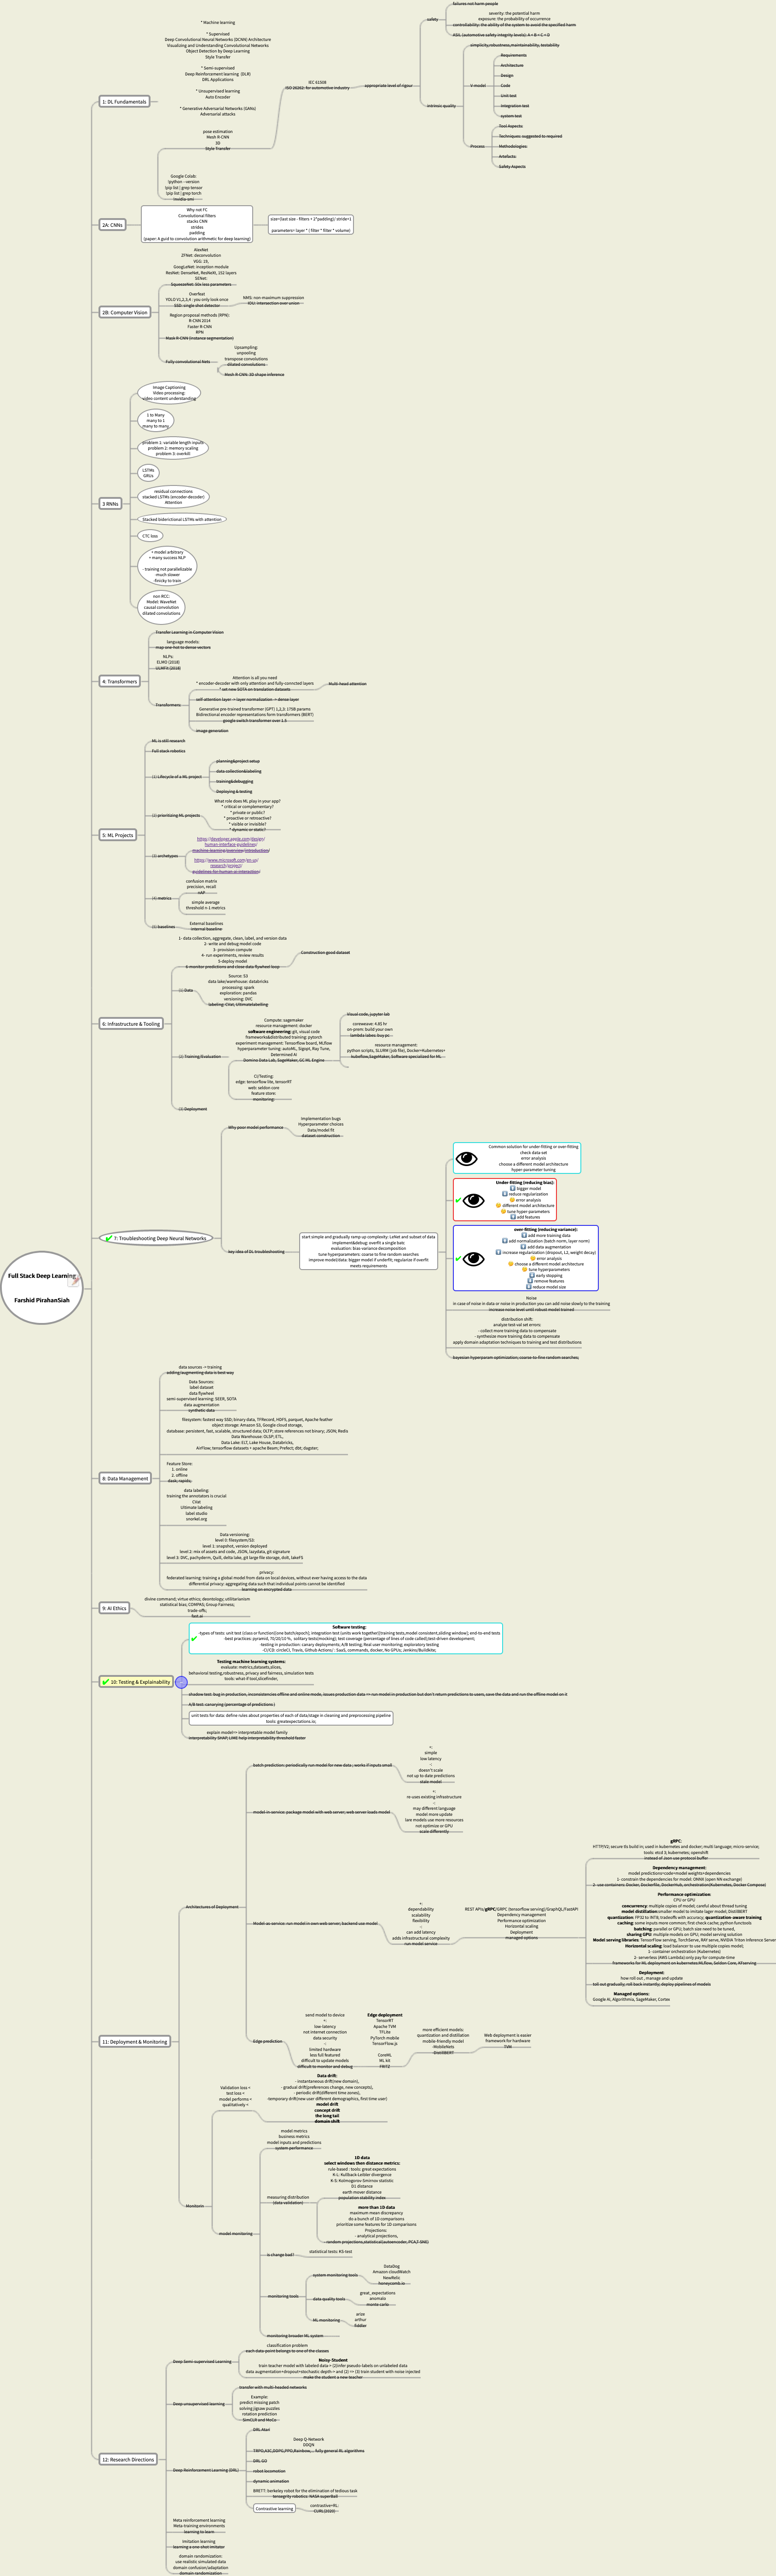 Full Stack Deep Learning
Farshid PirahanSiah
1: DL Fundamentals
* Machine learning
* Supervised
Deep Convolutional Neural Networks (DCNN) Architecture
Visualizing and Understanding Convolutional Networks
Object Detection by Deep Learning
Style Transfer
* Semi-supervised
Deep Reinforcement learning (DLR)
DRL Applications
* Unsupervised learning
Auto Encoder
* Generative Adversarial Networks (GANs)
Adversarial attacks
pose estimation
Mesh R-CNN
3D
Style Transfer
IEC 61508
ISO 26262: for automotive industry
appropriate level of rigour
safety
failures not harm people
severity: the potential harm
exposure: the probability of occurrence
controllability: the ability of the system to avoid the specified harm
ASIL (automotive safety integrity levels): A < B < C < D
intrinsic quality
simplicity, robustness, maintainability, testability
V-model
Requirements
Architecture
Design
Code
Unit test
Integration test
system test
Process
Tool Aspects:
Techniques: suggested to required
Methodologies:
Artefacts:
Safety Aspects
Google Colab:
!python --version
!pip list | grep tensor
!pip list | grep torch
!nvidia-smi
2A: CNNs
Why not FC
Convolutional filters
stacks CNN
strides
padding
(paper: A guid to convolution arithmetic for deep learning)
size=(last size - filters + 2*padding)/ stride+1
parameters= layer * ( filter * filter * volume)
2B: Computer Vision
AlexNet
ZFNet: deconvolution
VGG: 19,
GoogLeNet: inception module
ResNet: DenseNet, ResNeXt, 152 layers
SENet:
SqueezeNet: 50x less parameters
Overfeat
YOLO V1,2,3,4 : you only look once
SSD: single shot detector
NMS: non maximum suppression
IOU: intersection over union
Region proposal methods (RPN):
R-CNN 2014
Faster R-CNN
RPN
Mask R-CNN (instance segmentation)
Fully convolutional Nets
Upsampling:
unpooling
transpose convolutions
dilated convolutions
Mesh R-CNN: 3D shape inference
3 RNNs
Image Captioning
Video processing:
video content understanding
1 to Many
many to 1
many to many
problem 1: variable length inputs
problem 2: memory scaling
problem 3: overkill
LSTMs
GRUs
residual connections
stacked LSTMs (encoder-decoder)
Attention
Stacked biderictional LSTMs with attention
CTC loss
+ model arbitrary
+ many success NLP
- training not parallelizable
-much slower
-finicky to train
non RCC:
Model: WaveNet
causal convolution
dilated convolutions
4: Transformers
Transfer Learning in Computer Vision
language models:
map one-hot to dense vectors
NLPs:
ELMO (2018)
ULMFit (2018)
Transformers
Attention is all you need
* encoder-decoder with only attention and fully-connected layers
* set new SOTA on translation datasets
Multi head attention
self-attention layer -> layer normalization -> dense layer
Generative pre-trained transformer (GPT) 1,2,3: 175B params
Bidirectional encoder representations form transformers (BERT)
google switch transformer over 1.5
image generation
5: ML Projects
ML is still research
Full stack robotics
(1) Lifecycle of a ML project
planning&project setup
data collection&labeling
training&debugging
Deploying & testing
(2) prioritizing ML projects
What role does ML play in your app?
* critical or complementary?
* private or public?
* proactive or retroactive?
* visible or invisible?
* dynamic or static?
(3) archetypes
https://developer.apple.com/design/
human-interface-guidelines/
machine-learning/overview/introduction/
https://www.microsoft.com/en-us/
research/project/
guidelines-for-human-ai-interaction/
(4) metrics
confusion matrix
precision, recall
mAP
simple average
threshold n-1 metrics
(5) baselines
External baselines
internal baseline
6: Infrastructure & Tooling
1- data collection, aggregate, clean, label, and version data
2- write and debug model code
3- provision compute
4- run experiments, review results
5-deploy model
6-monitor predictions and close data flywheel loop
Construction good dataset
(1) Data
Source: S3
data lake/warehouse: databricks
processing: spark
exploration: pandas
versioning: DVC
labeling: CVat, Ultimatelabelling
(2) Training/Evaluation
Compute: sagemaker
resource management: docker
software engineering: git, visual code
frameworks&distributed training: pytorch
experiment management: Tensorflow board, MLflow
hyperparameter tuning: autoML, Sigopt, Ray Tune,
Determined AI
Domino Data Lab, SageMaker, GC ML Engine
Visual code, jupyter lab
coreweave: 4.85 hr
on-prem: build your own
lambda labes: buy pc
resource management:
python scripts, SLURM (job file), Docker+Kubernetes+
kubeflow,SageMaker, Software specialized for ML
CI/Testing:
edge: tensorflow lite, tensorRT
web: seldon core
feature store:
monitoring:
(3) Deployment
7: Troubleshooting Deep Neural Networks
Why poor model performance
Implementation bugs
Hyperparameter choices
Data/model fit
dataset construction
key idea of DL troubleshooting
start simple and gradually ramp up complexity: LeNet and subset of data
implement&debug: overfit a single batch
evaluation: bias-variance decomposition
tune hyperparameters: coarse to fine random searches
improve model/data: bigger model if underfit; regularize if overfit
meets requirements
Common solution for under-fitting or over-fitting
check data-set
error analysis
choose a different model architecture
hyper-parameter tuning
Under-fitting (reducing bias):
bigger model
reduce regularization
error analysis
different model architecture
tune hyper parameters
add features
over-fitting (reducing variance):
add more training data
add normalization (batch norm, layer norm)
add data augmentation
increase regularization (dropout, L2, weight decay)
error analysis
choose a different model architecture
tune hyperparameters
early stopping
remove features
reduce model size
Noise
in case of noise in data or noise in production you can add noise slowly to the training
increase noise level until robust model trained
distribution shift:
analyze test-val set errors
- collect more training data to compensate
- synthesize more training data to compensate
apply domain adaptation techniques to training and test distributions
bayesian hyperparam optimization; coarse-to-fine random searches;
8: Data Management
data sources -> training
adding/augmenting data is best way
Data Sources:
label dataset
data flywheel
semi-supervised learning: SEER, SOTA
data augmentation
synthetic data
filesystem: fastest way SSD; binary data, TFRecord, HDF5, parquet, Apache feather
object storage: Amazon S3, Google cloud storage,
database: persistent, fast, scalable, structured data; OLTP; store references not binary; JSON, Redis
Data Warehouse: OLSP; ETL,
Data Lake: ELT, Lake House, Databricks,
AirFlow; tensorflow datasets + apache Beam; Prefect; dbt, dagster;
Feature Store:
1. online
2. offline
dask, rapids,
data labeling:
training the annotators is crucial
CVat
Ultimate labeling
label studio
snorkel.org
Data versioning:
level 0: filesystem/S3:
level 1: snapshot, version deployed
level 2: mix of assets and code, JSON, lazydata, git signature
level 3: DVC, pachyderm, Quill, delta lake, git large file storage, dolt, lakeFS
privacy:
federated learning: training a global model from data on local devices, without ever having access to the data
differential privacy: aggregating data such that individual points cannot be identified
learning on encrypted data
9: AI Ethics
divine command, virtue ethics; deontology; utilitarianism
statistical bias, COMPAS; Group Fairness;
trade-offs;
fast.ai
10: Testing & Explainability
Software testing:
-types of tests: unit test (class or function)[one batch/epoch], integration test (units work together)[training tests,model consistent,sliding window], end-to-end tests
best practices: pyramid, 70/20/10 %, solitary tests(mocking), test coverage [percentage of lines of code called];test-driven development;
-testing in production: canary deployments; A/B testing; Real user monitoring; exploratory testing
-CI/CB: circleCI, Travis, Github Actions/ : SaaS, commands, docker, No GPUs; Jenkins/Buildkite;
Testing machine learning systems:
evaluate: metrics,datasets,slices,
behavioral testing,robustness, privacy and fairness, simulation tests
tools: what-if tool,slicefinder,
shadow test: bug in production, inconsistencies offline and online mode, issues production data => run model in production but don't return predictions to users, save the data and run the offline model on it
A/B test: canarying (percentage of predictions )
unit tests for data: define rules about properties of each of data/stage in cleaning and preprocessing pipeline
tools: greatexpectations.io;
explain model=> interpretable model family
interpretability SHAP; LIME help interpretability threshold faster
11: Deployment & Monitoring
Architectures of Deployment
batch prediction: periodically run model for new data ; works if inputs small
+:
simple
low latency
-:
doesn't scale
not up to date predictions
stale model
model-in-service: package model with web server; web server loads model
+:
re-uses existing infrastructure
-:
may different language
model more update
lare models use more resources
not optimize or GPU
scale differently
Model-as-service: run model in own web server; backend use model
+:
dependability
scalability
flexibility
-:
can add latency
adds infrastructural complexity
run model service
REST APIs/gRPC/GRPC (tensorflow serving)/GraphQL/FastAPI
Dependency management
Performance optimization
Horizontal scaling
Deployment
managed options
gRPC:
HTTP/V2; secure tls build in; used in kubernetes and docker; multi language; micro-service;
tools: etcd 3, kubernetes; openshift
instead of Json use protocol buffer
Dependency management:
model predictions=code+model weights+dependencies
1- constrain the dependencies for model: ONNX (open NN exchange)
2- use containers: Docker, Dockerfile, DockerHub, orchestration(Kubernetes, Docker Compose)
Performance optimization:
CPU or GPU
concurrency: multiple copies of model; careful about thread tuning
model distillation:smaller model to imitate lager model; DistilBERT
quantization: FP32 to INT8, tradeoffs with accuracy; quantization-aware training
caching: some inputs more common; first check cache; python-functools
batching: parallel or GPU; batch size need to be tuned,
sharing GPU: multiple models on GPU, model serving solution
Model serving libraries: TensorFlow serving, TorchServe, RAY serve, NVIDIA Triton Inference Server
Horizontal scaling: load balancer to use multiple copies model,
1- container orchestration (Kubernetes)
2- serverless (AWS Lambda) only pay for compute-time
frameworks for ML deployment on kubernetes:MLflow, Seldon Core, KFserving
Deployment:
how roll out , manage and update
roll out gradually; roll back instantly; deploy pipelines of models
Managed options:
Google AI, Algorithmia, SageMaker, Cortex
Edge prediction
send model to device
+:
low-latency
not internet connection
data security
-:
limited hardware
less full featured
difficult to update models
difficult to monitor and debug
Edge deployment
TensorRT
Apache TVM
TFLite
PyTorch mobile
TensorFlow.js
CoreML
ML kit
FRITZ
more efficient models:
quantization and distillation
mobile-friendly model
-MobileNets
-DistilBERT
Web deployment is easier
framework for hardware
TVM
Monitorin
Validation loss <
test loss <
model performs <
qualitatively <
Data drift:
- instantaneous drift(new domain),
- gradual drift(preferences change, new concepts),
- periodic drift(different time zones),
-temporary drift(new user different demographics, first time user)
model drift
concept drift
the long tail
domain shift
model monitoring
model metrics
business metrics
model inputs and predictions
system performance
measuring distribution
(data validation)
1D data
select windows then distance metrics:
rule-based : tools: great expectations
K-L: Kullback-Leibler divergence
K-S: Kolmogorov-Smirinov statistic
D1 distance
earth mover distance
population stability index
more than 1D data
maximum mean discrepancy
do a bunch of 1D comparisons
prioritize some features for 1D comparisons
Projections:
- analytical projections,
- random projections,statistical(autoencoder, PCA,T-SNE)
is change bad?
statistical tests: KS-test
monitoring tools
system monitoring tools
DataDog
Amazon cloudWatch
NewRelic
honeycomb.io
data quality tools
great_expectations
anomalo
monte carlo
ML monitoring
arize
arthur
fiddler
monitoring broader ML system
12: Research Directions
Deep Semi-supervised Learning
classification problem
each data-point belongs to one of the classes
Noisy-Student
train teacher model with labeled data-> (2)infer pseudo-labels on unlabeled data
data augmentation+dropout+stochastic depth-> and (2) -> (3) train student with noise injected
make the student a new teacher
Deep unsupervised learning
transfer with multi-headed networks
Example:
predict missing patch
solving jigsaw puzzles
rotation prediction
SimCLR and MoCo
Deep Reinforcement Learning (DRL)
DRL Atari
Deep Q-Network
DDQN
TRPO,A3C,DDPG,PPO,Rainbow,... fully general RL algorithms
DRL GO
robot locomotion
dynamic animation
BRETT: berkeley robot for the elimination of tedious task
tensegrity robotics: NASA superBall
Contrastive learning
contrastive+RL
CURL(2020)
Meta reinforcement learning
Meta-training environments
learning to learn
Imitation learning
learning a one-shot imitator
domain randomization:
use realistic simulated data
domain confusion/adaptation
domain randomization